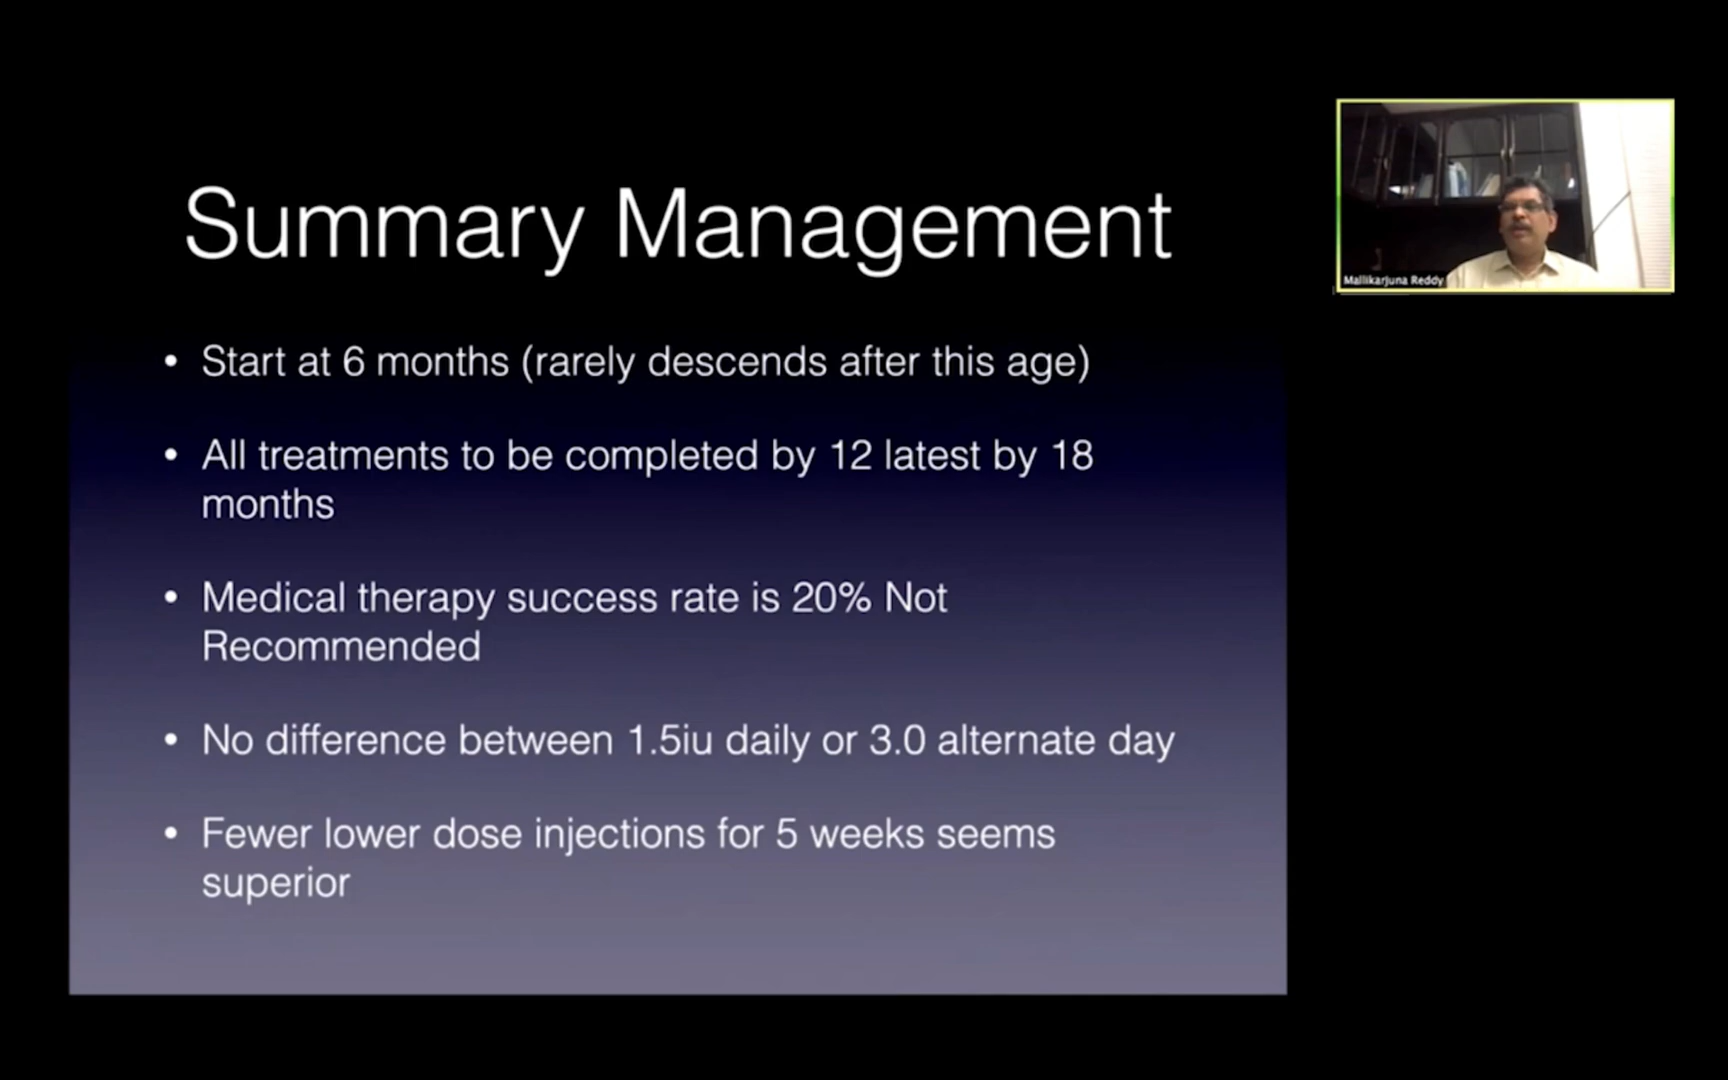 Summary Management
Mallikarjuna Reddy
• Start at 6 months (rarely descends after this age)
• All treatments to be completed by 12 latest by 18
months
• Medical therapy success rate is 20% Not
Recommended
• No difference between 1.5iu daily or 3.0 alternate day
• Fewer lower dose injections for 5 weeks seems
superior